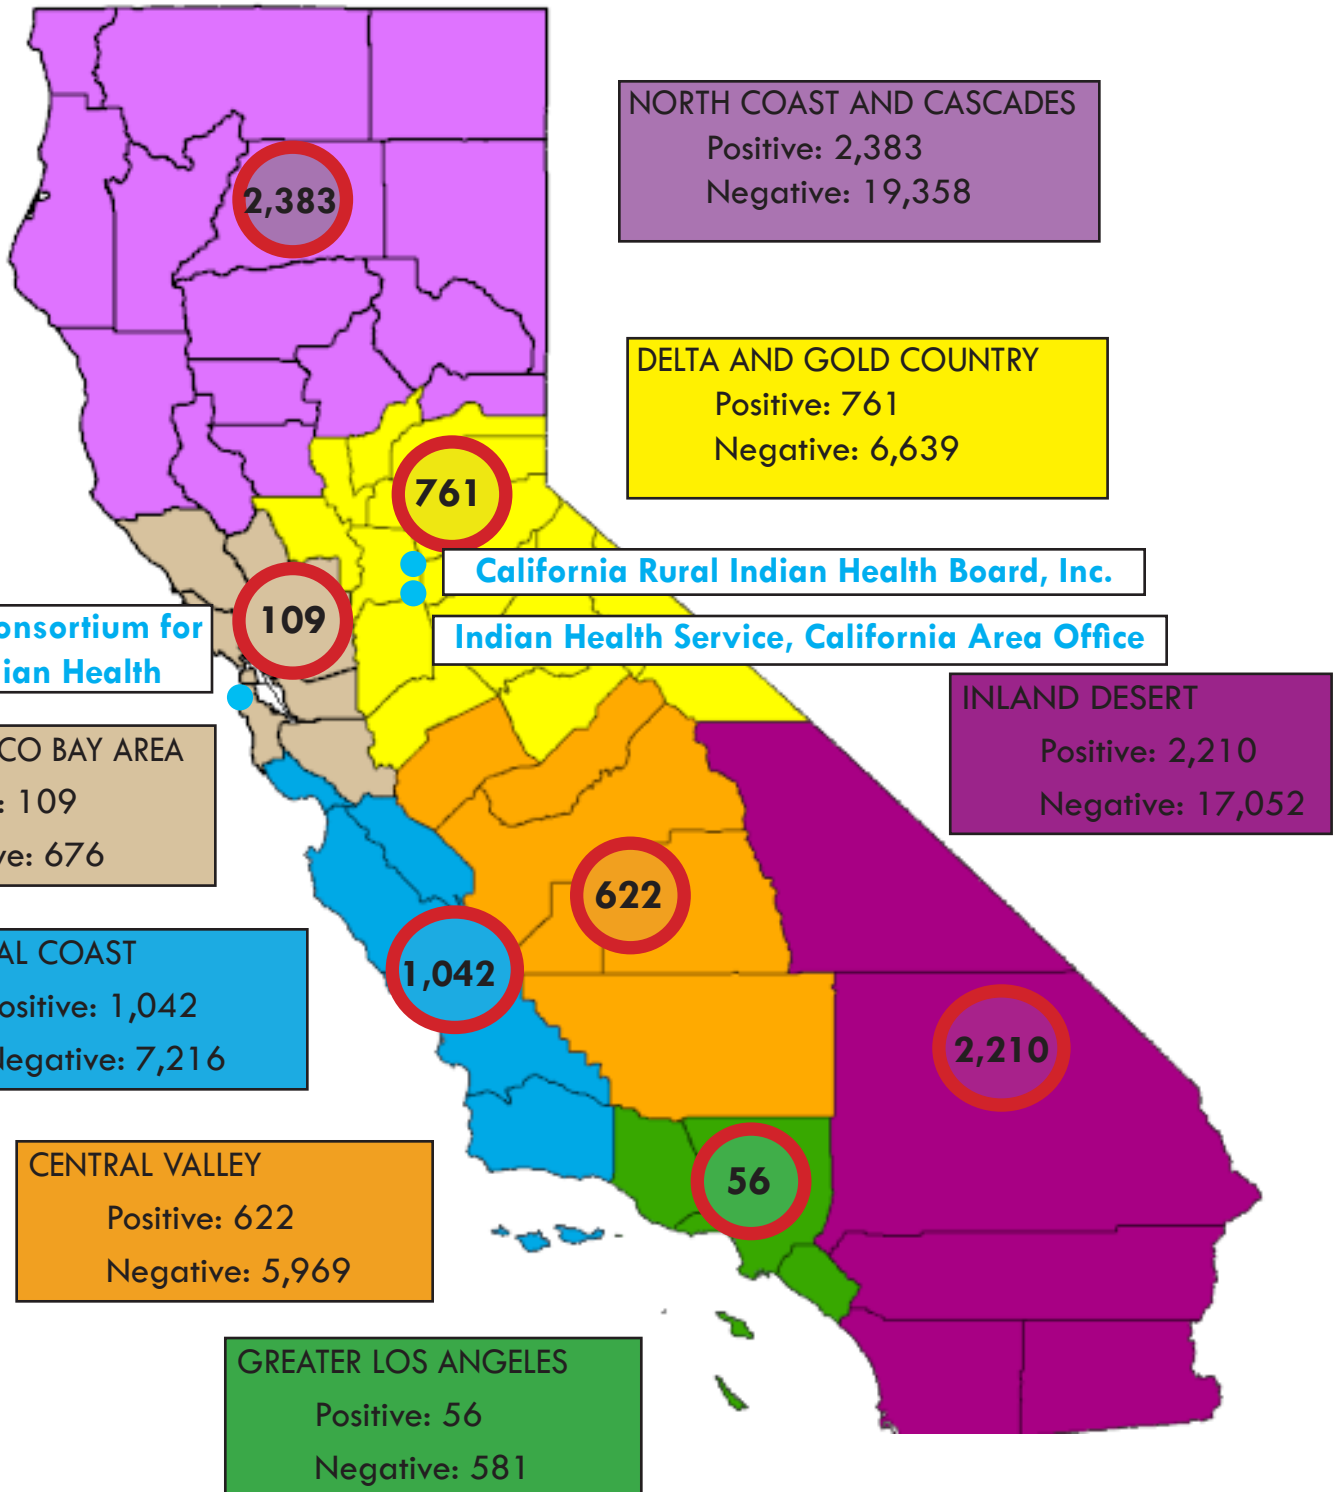 NORTH COAST AND CASCADES
Positive: 2,383
Negative: 19,358
2,383
DELTA AND GOLD COUNTRY
Positive: 761
Negative: 6,639
761
California Rural Indian Health Board, Inc.
109
onsortium for
ian Health
Indian Health Service, California Area Office
INLAND DESERT
Positive: 2,210
Negative: 17,052
CO BAY AREA
: 109
ve: 676
622
AL COAST
ositive: 1,042
egative: 7,216
1,042
2,210
CENTRAL VALLEY
Positive: 622
Negative: 5,969
56
GREATER LOS ANGELES
Positive: 56
Negative: 581